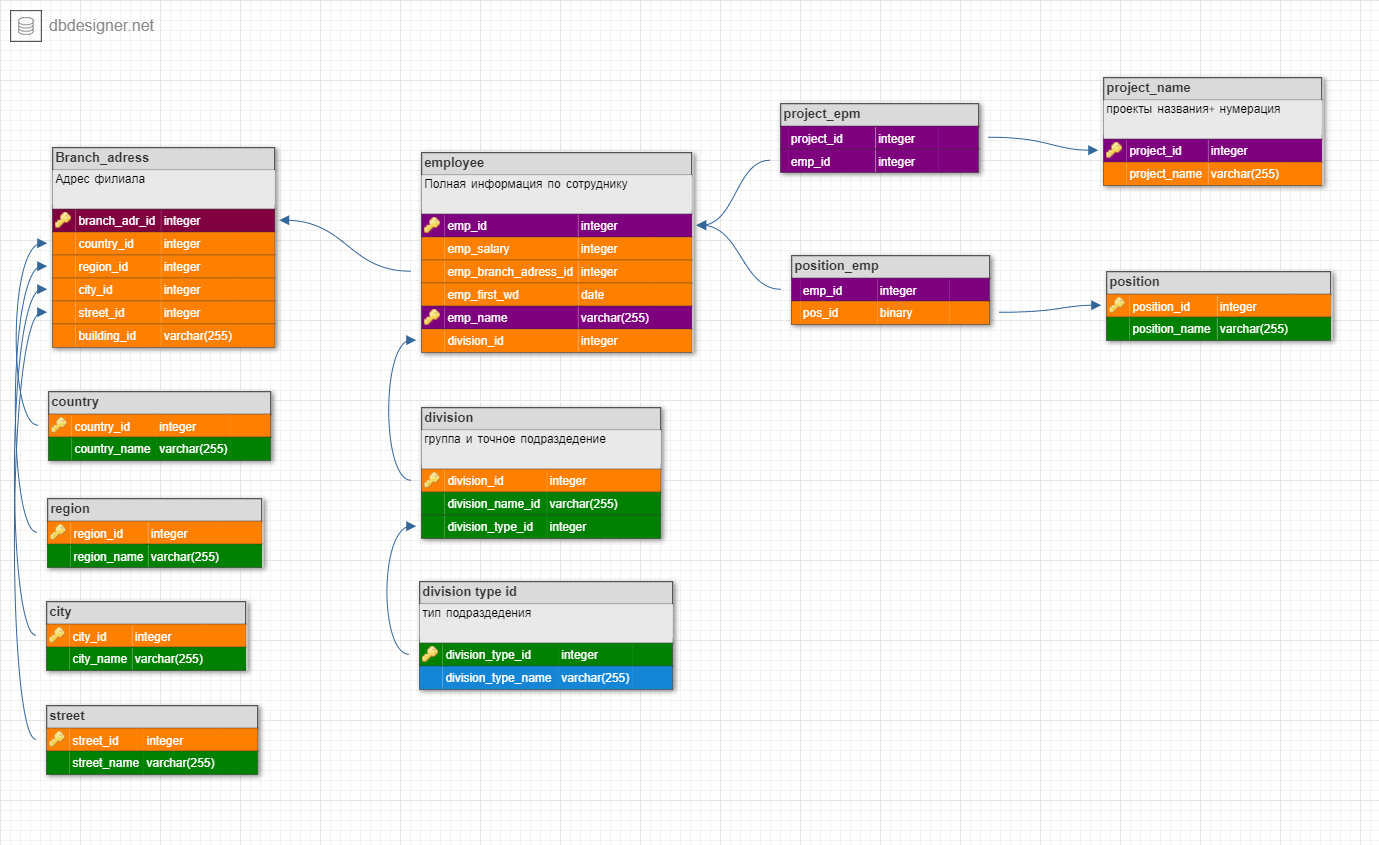 dbdesigner.net
Branch_adress
Адрес филиала
branch_adr_id integer
country_id integer
region_id integer
city_id integer
street_id integer
building_id varchar(255)
country
country_id integer
country_name varchar(255)
region
region_id integer
region_name varchar(255)
city
city_id integer
city_name varchar(255)
street
street_id integer
street_name varchar(255)
employee
Полная информация по сотруднику
emp_id integer
emp_salary integer
emp_branch_adress_id integer
emp_first_wd date
emp_name varchar(255)
division_id integer
division
группа и точное подраздедение
division_id integer
division_name_id varchar(255)
division_type_id integer
division type id
тип подраздедения
division_type_id integer
division_type_name varchar(255)
project_epm
project_id integer
emp_id integer
position_emp
emp_id integer
pos_id binary
project_name
проекты названия+ нумерация
project_id integer
project_name varchar(255)
position
position_id integer
position_name varchar(255)